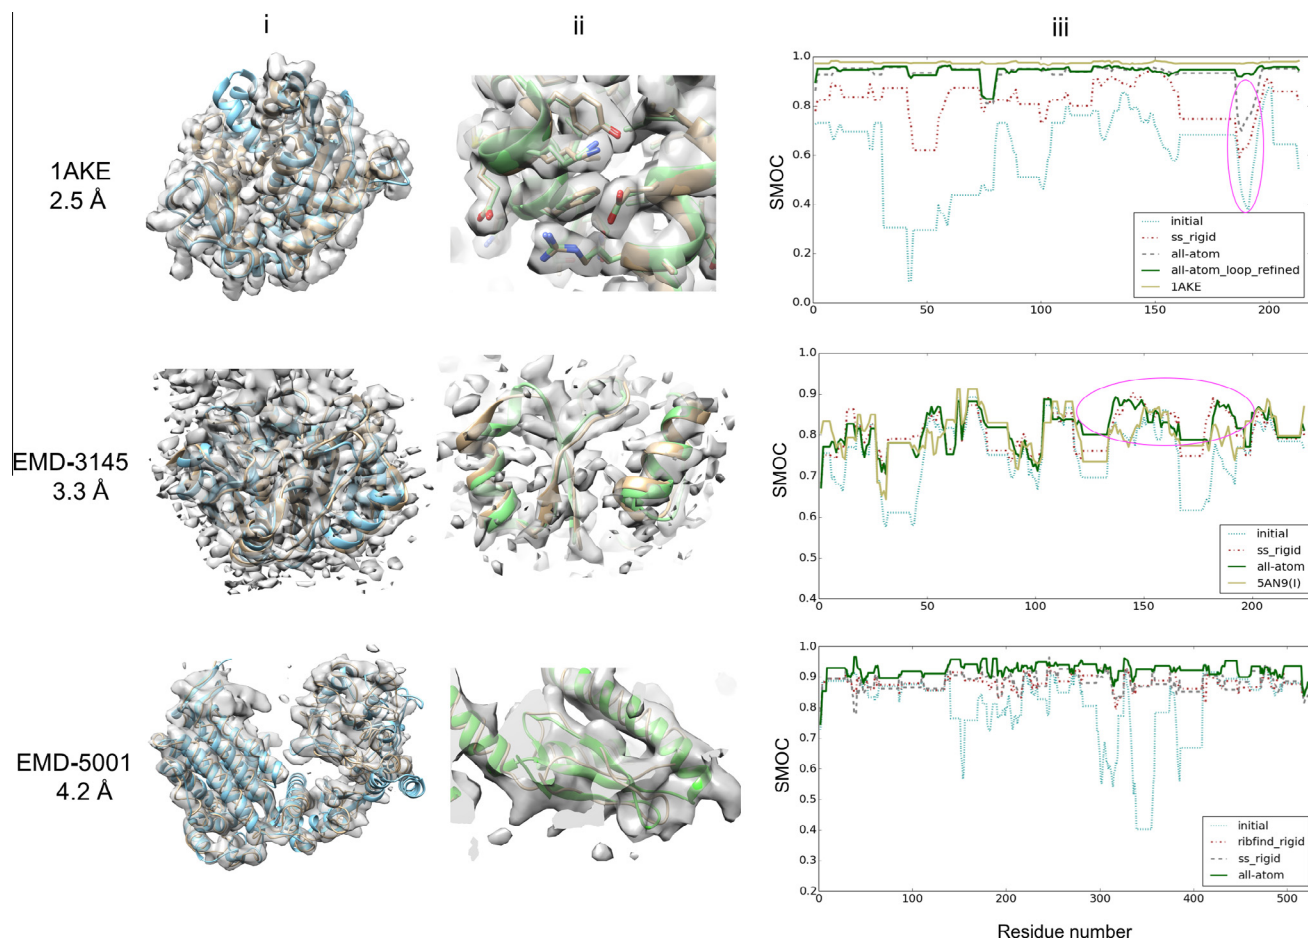 i ii iii
1AKE
2.5 Å
SMOC
1.0
0.8
0.6
0.4
0.2
0.0
0 50 100 150 200
initial
ss_rigid
all-atom
all-atom_loop_refined
1AKE
EMD-3145
3.3 Å
SMOC
1.0
0.9
0.8
0.7
0.6
0.5
0.4
0 50 100 150 200
initial
ss_rigid
all-atom
5AN9(I)
EMD-5001
4.2 Å
SMOC
1.0
0.9
0.8
0.7
0.6
0.5
0.4
0.3
0.2
0 100 200 300 400 500
initial
ribfind_rigid
ss_rigid
all-atom
Residue number